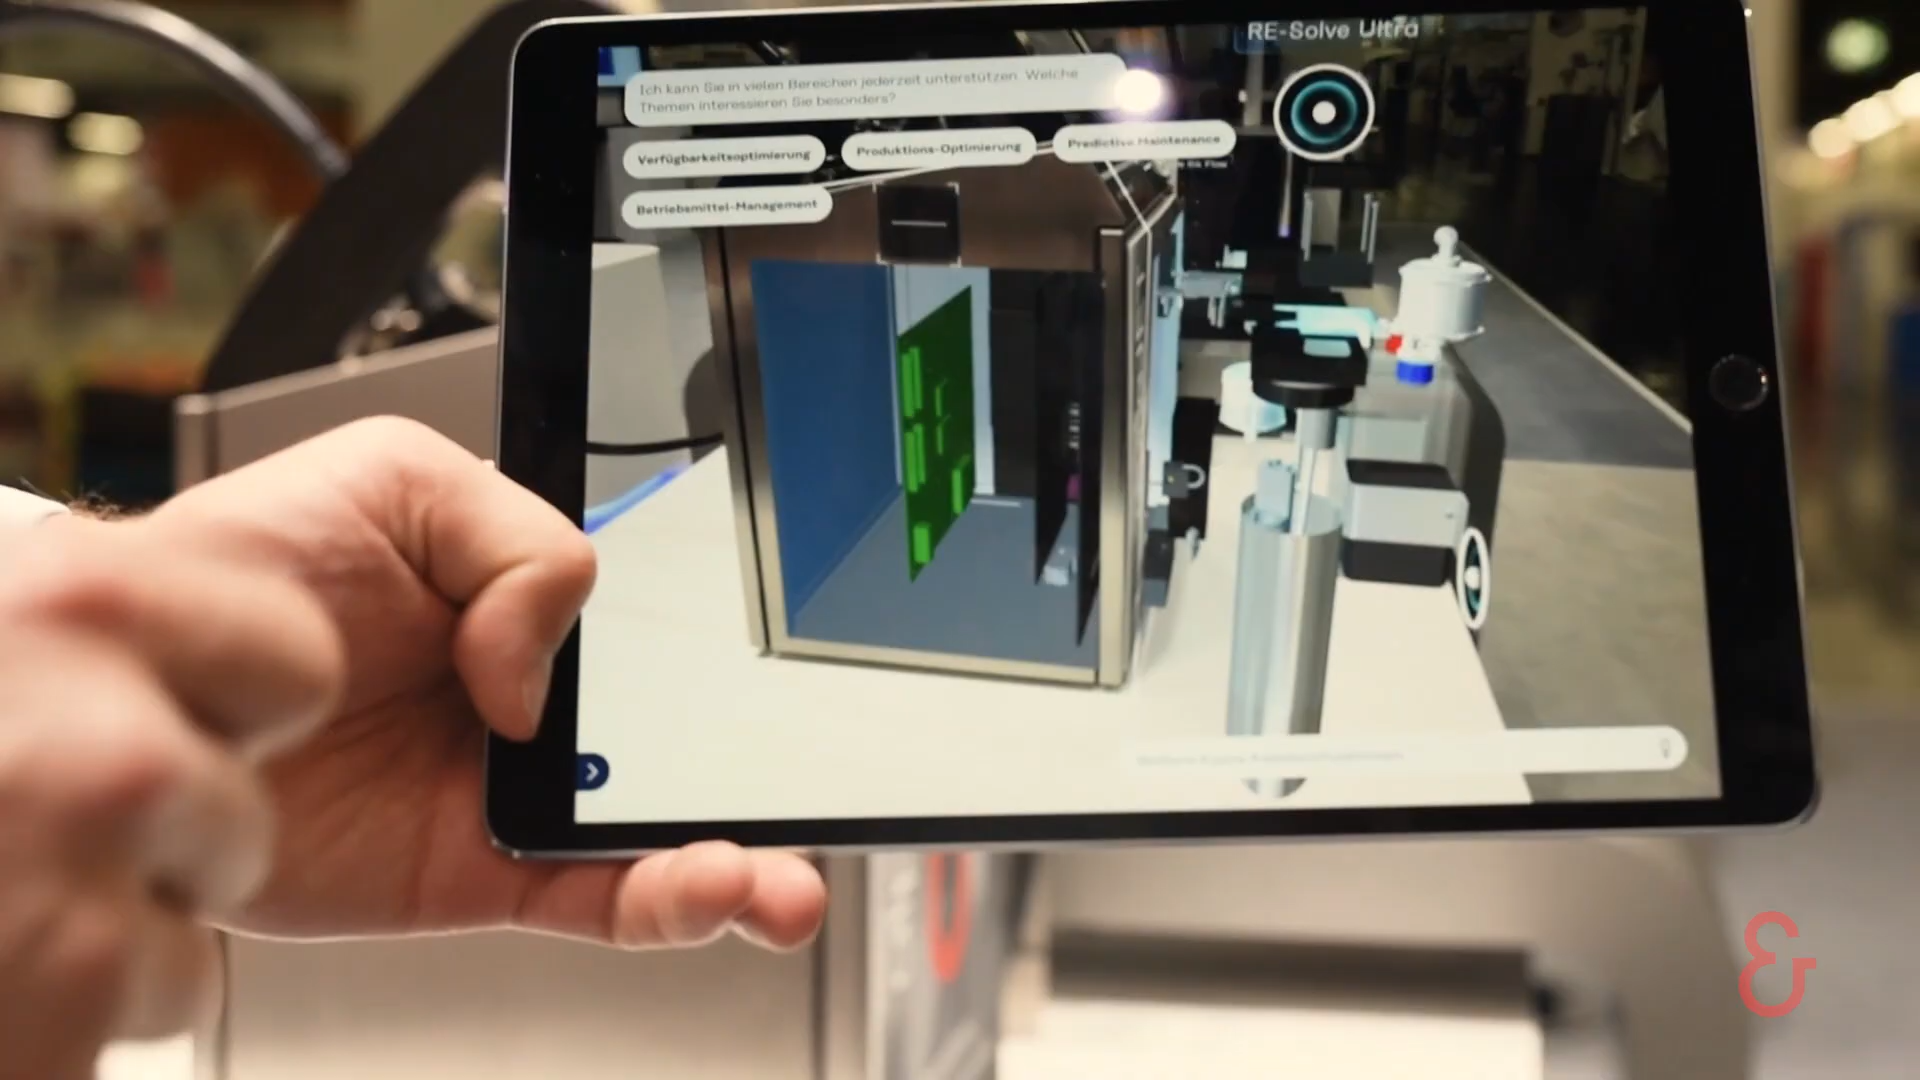 RE-Solve Ultra
Ich kann Sie in vielen Bereichen jederzeit unterstützen. Welche
Themen interessieren Sie besonders?
Verfügbarkeitsoptimierung
Produktions-Optimierung
Predictive Maintenance
Betriebsmittel-Management
&